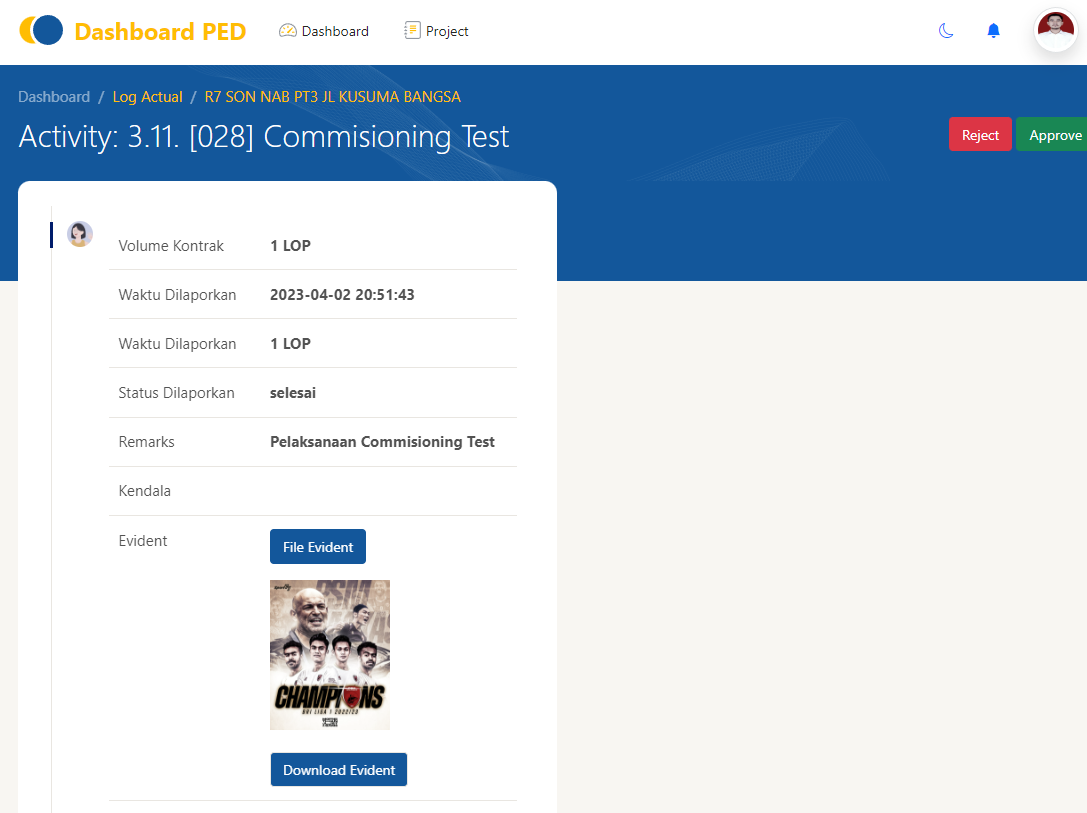 Dashboard PED
Dashboard
Project
Dashboard / Log Actual / R7 SON NAB PT3 JL KUSUMA BANGSA
Activity: 3.11. [028] Commisioning Test
Reject
Approve
Volume Kontrak 1 LOP
Waktu Dilaporkan 2023-04-02 20:51:43
Waktu Dilaporkan 1 LOP
Status Dilaporkan selesai
Remarks Pelaksanaan Commisioning Test
Kendala
Evident
File Evident
CHAMPIONS
BRI LIGA 1 2022/23
Download Evident